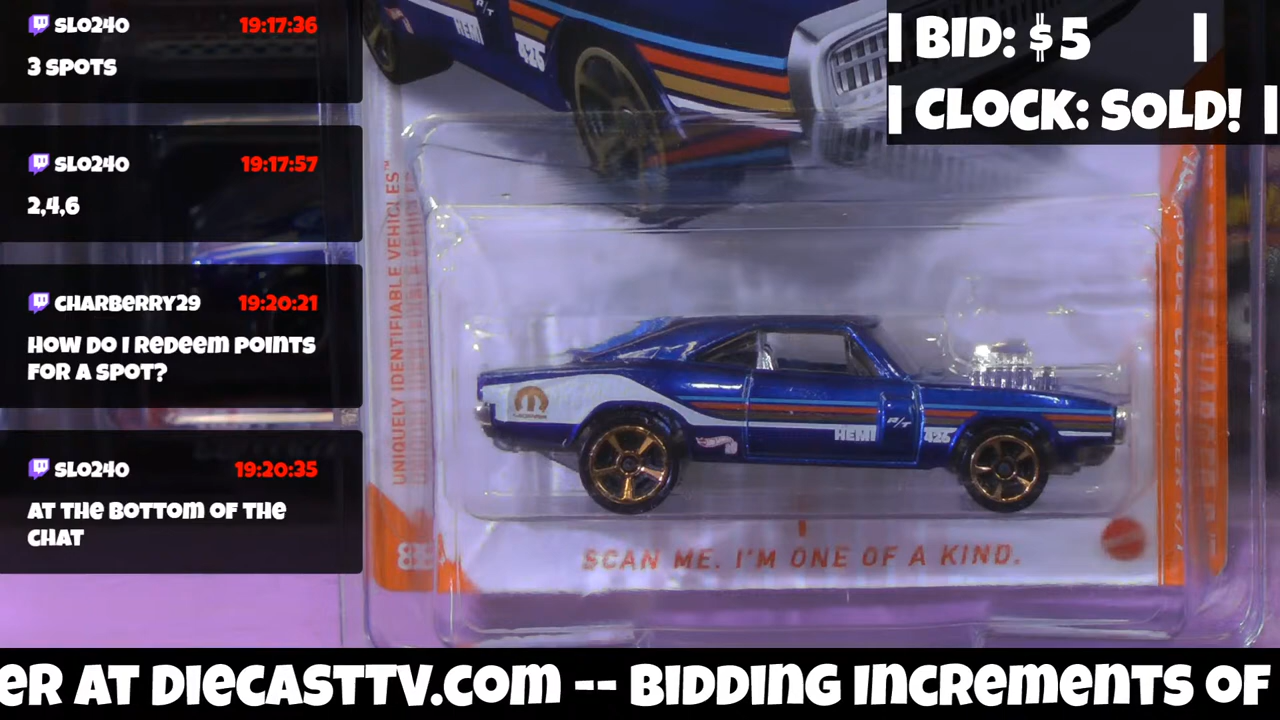 SLO240 19:17:36
3 SPOTS
SLO240 19:17:57
2,4,6
CHARBERRY29 19:20:21
HOW DO I REDEEM POINTS
FOR A SPOT?
SLO240 19:20:35
AT THE BOTTOM OF THE
CHAT
| BID: $5 |
| CLOCK: SOLD! |
R/T
HEMI
426
UNIQUELY IDENTIFIABLE VEHICLES™
MOPAR
HEMI
R/T
426
SCAN ME. I'M ONE OF A KIND.
ER AT DIECASTTV.COM -- BIDDING INCREMENTS OF